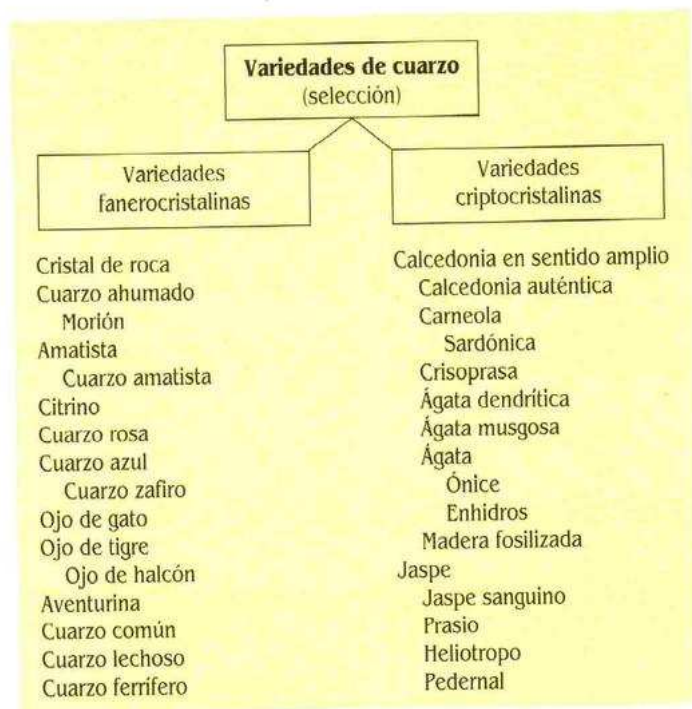 Variedades de cuarzo
(selección)
Variedades
fanerocristalinas
Cristal de roca
Cuarzo ahumado
Morión
Amatista
Cuarzo amatista
Citrino
Cuarzo rosa
Cuarzo azul
Cuarzo zafiro
Ojo de gato
Ojo de tigre
Ojo de halcón
Aventurina
Cuarzo común
Cuarzo lechoso
Cuarzo ferrífero
Variedades
criptocristalinas
Calcedonia en sentido amplio
Calcedonia auténtica
Carneola
Sardónica
Crisoprasa
Ágata dendrítica
Ágata musgosa
Ágata
Ónice
Enhidros
Madera fosilizada
Jaspe
Jaspe sanguino
Prasio
Heliotropo
Pedernal